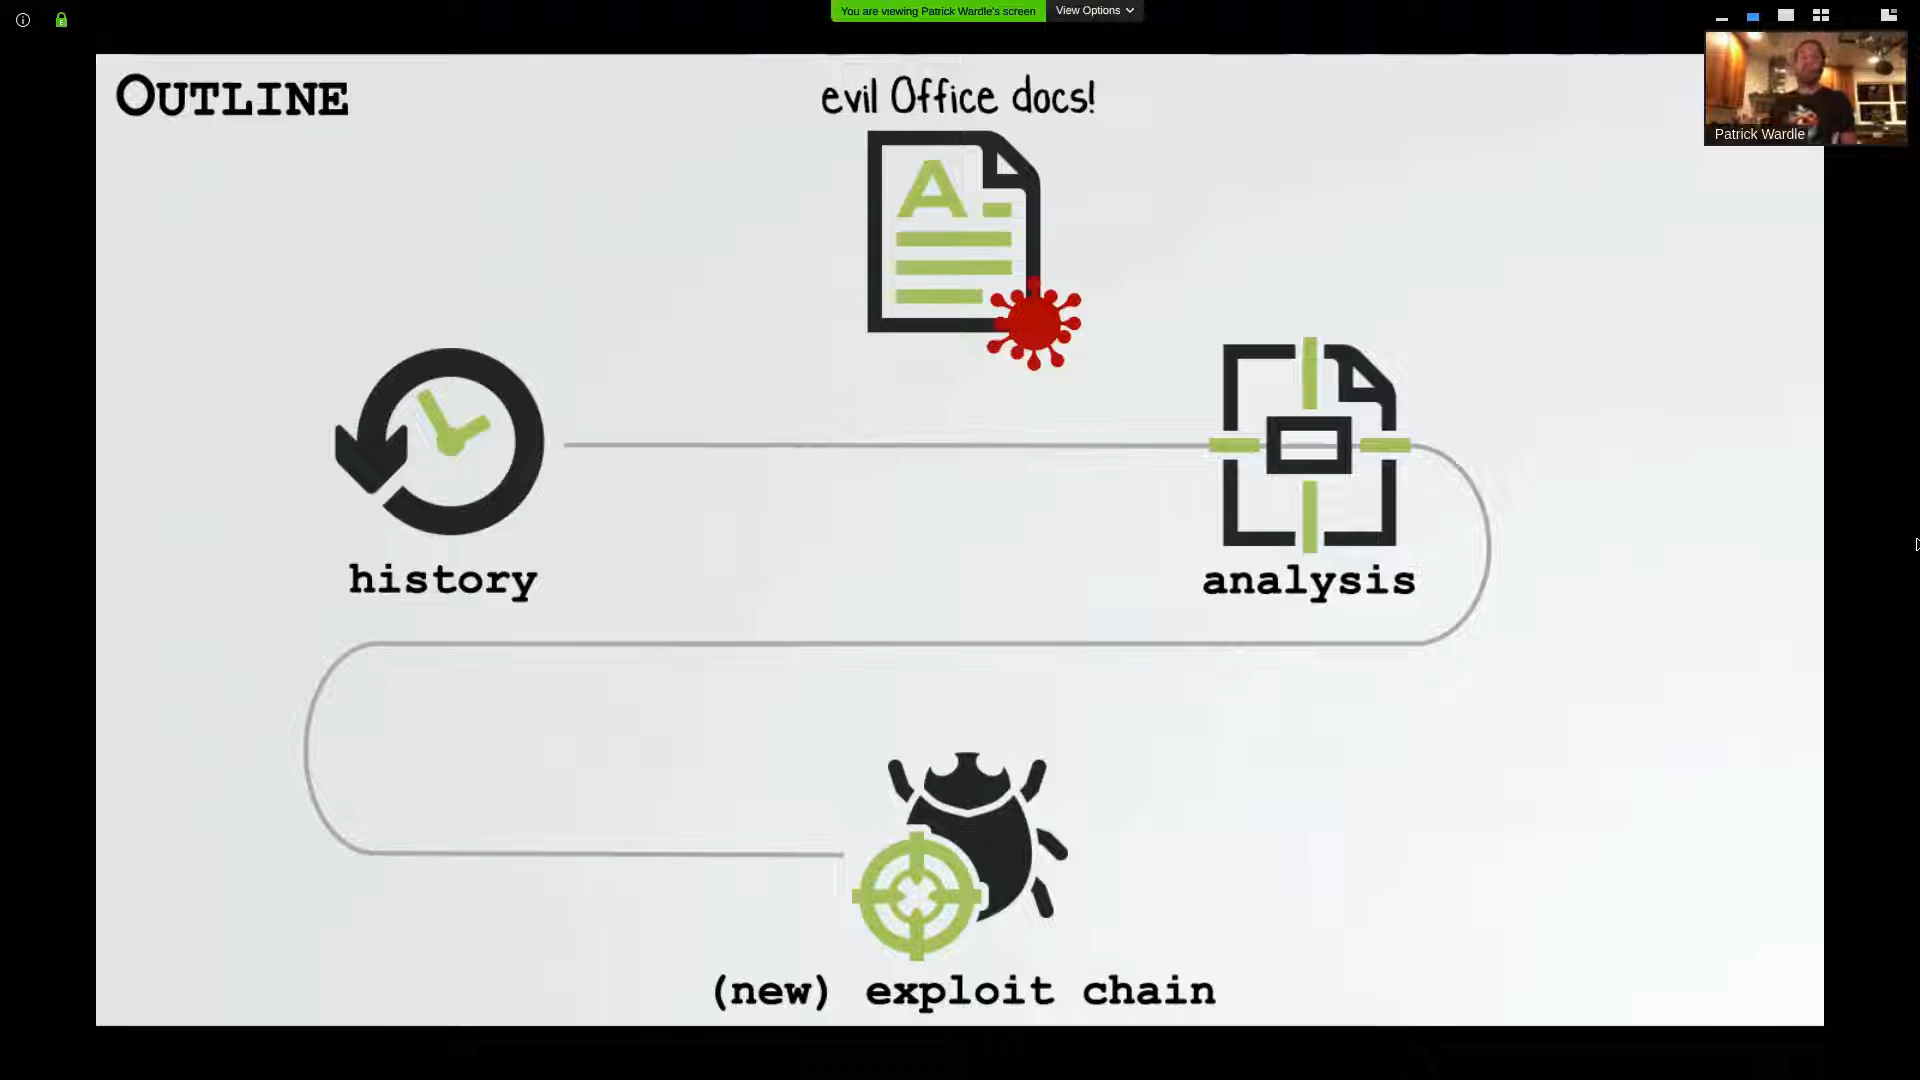 You are viewing Patrick Wardle's screen
View Options
OUTLINE
evil Office docs!
A
Patrick Wardle
history
analysis
(new) exploit chain